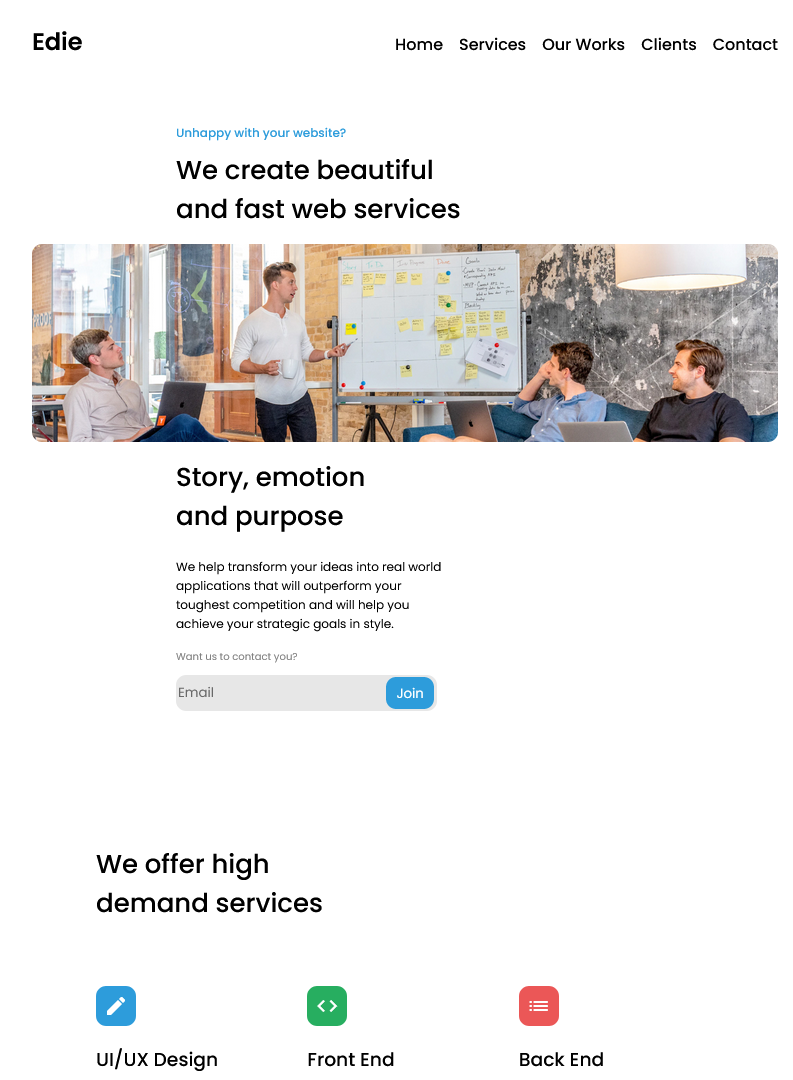 Edie
Home Services Our Works Clients Contact
Unhappy with your website?
We create beautiful
and fast web services
Story, emotion
and purpose
We help transform your ideas into real world
applications that will outperform your
toughest competition and will help you
achieve your strategic goals in style.
Want us to contact you?
Email Join
We offer high
demand services
UI/UX Design Front End Back End